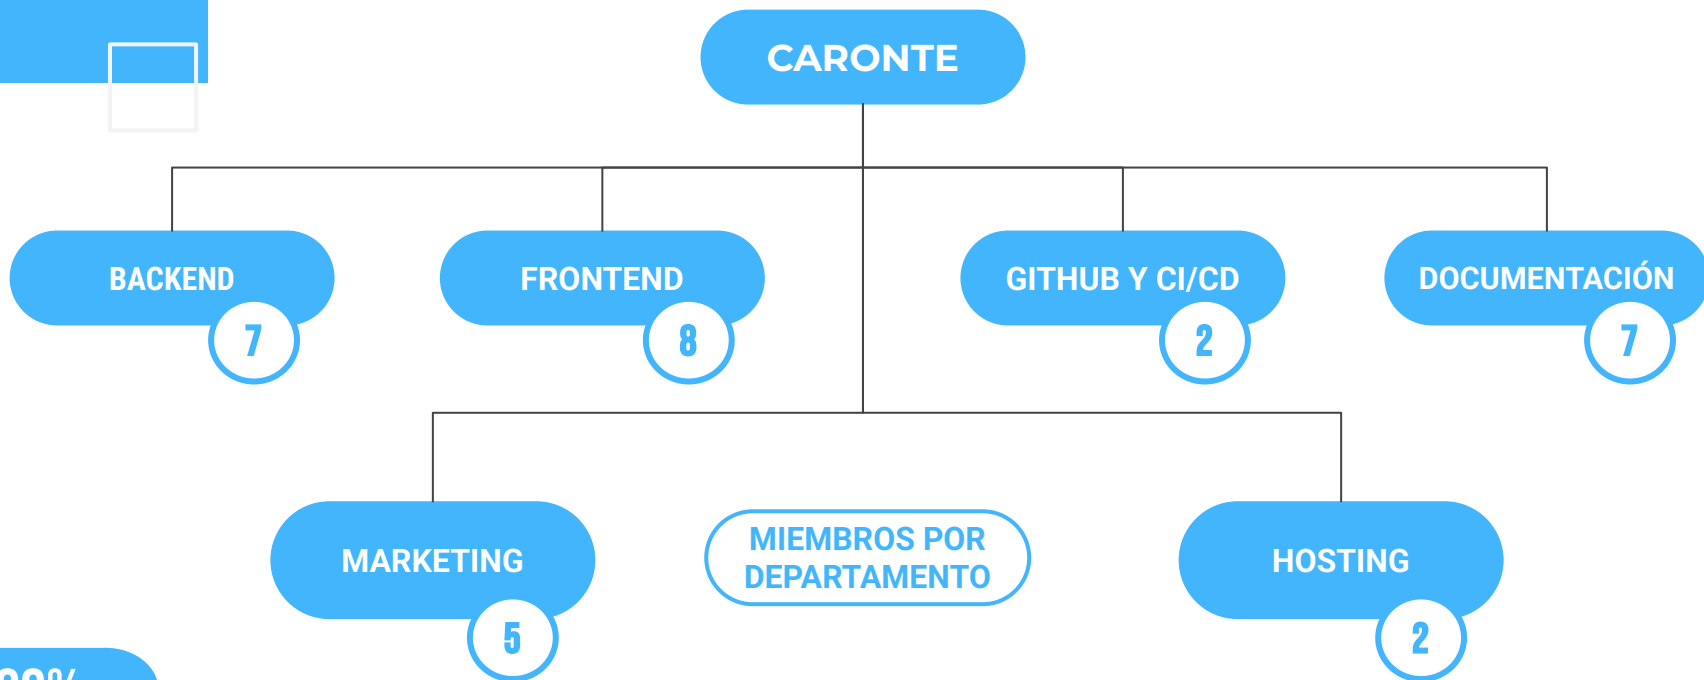 CARONTE
BACKEND
7
FRONTEND
8
GITHUB Y CI/CD
2
DOCUMENTACIÓN
7
MARKETING
5
MIEMBROS POR
DEPARTAMENTO
HOSTING
2